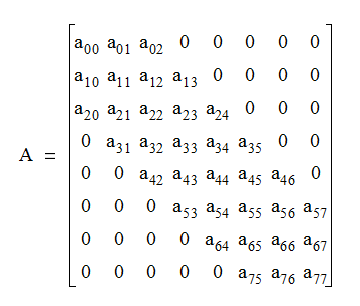 a00 a01 a02 0 0 0 0 0
a10 a11 a12 a13 0 0 0 0
a20 a21 a22 a23 a24 0 0 0
A = 0 a31 a32 a33 a34 a35 0 0
0 0 a42 a43 a44 a45 a46 0
0 0 0 a53 a54 a55 a56 a57
0 0 0 0 a64 a65 a66 a67
0 0 0 0 0 a75 a76 a77